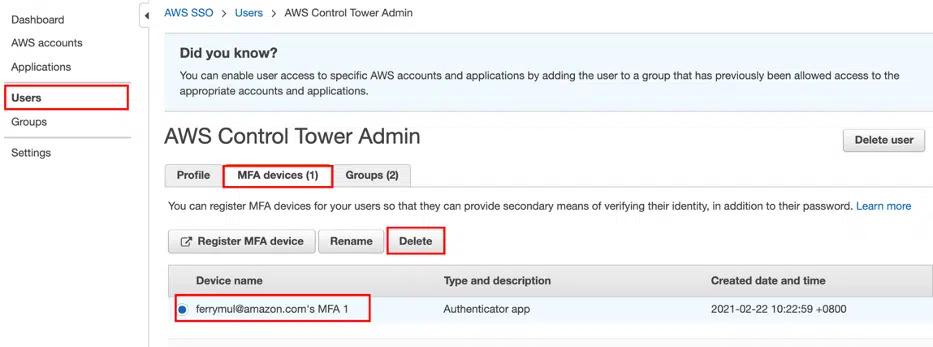 Dashboard
AWS accounts
Applications
Users
Groups
Settings
AWS SSO > Users > AWS Control Tower Admin
Did you know?
You can enable user access to specific AWS accounts and applications by adding the user to a group that has previously been allowed access to the
appropriate accounts and applications.
AWS Control Tower Admin
Delete user
Profile MFA devices (1) Groups (2)
You can register MFA devices for your users so that they can provide secondary means of verifying their identity, in addition to their password. Learn more
Register MFA device Rename Delete
Device name Type and description Created date and time
ferrymul@amazon.com's MFA 1 Authenticator app 2021-02-22 10:22:59 +0800